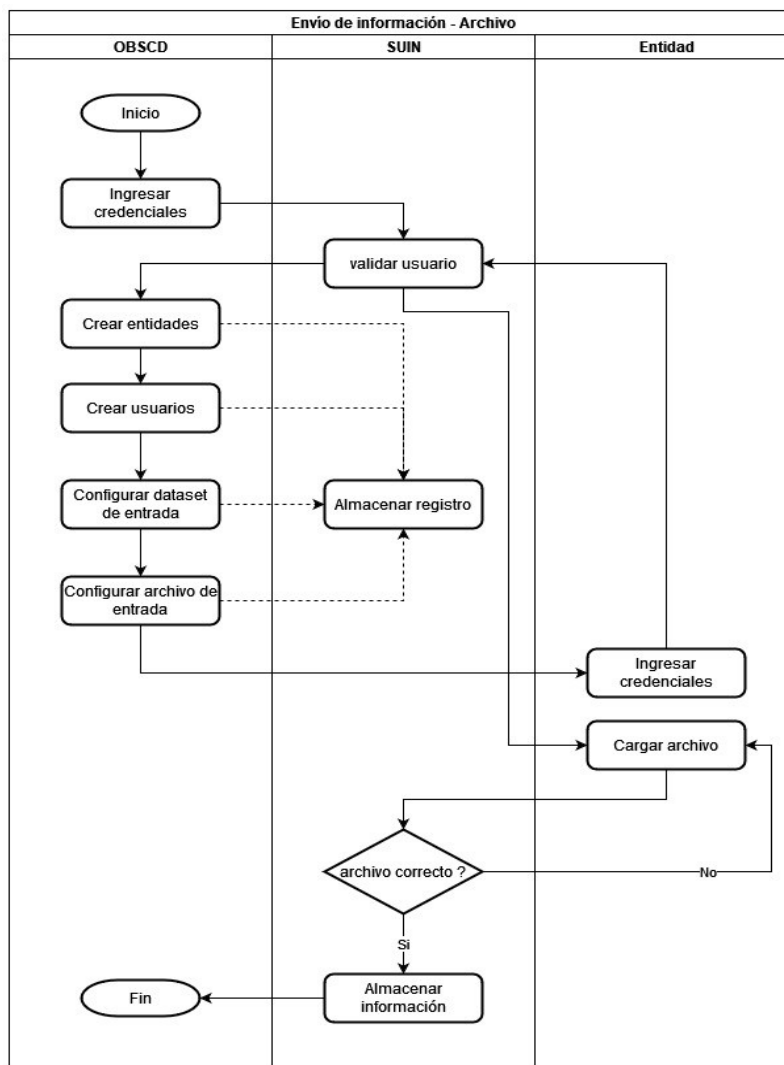 Envío de información - Archivo
OBSCD
SUIN
Entidad
Inicio
Ingresar
credenciales
validar usuario
Crear entidades
Crear usuarios
Configurar dataset
de entrada
Almacenar registro
Configurar archivo de
entrada
Ingresar
credenciales
Cargar archivo
archivo correcto ?
No
Si
Almacenar
información
Fin